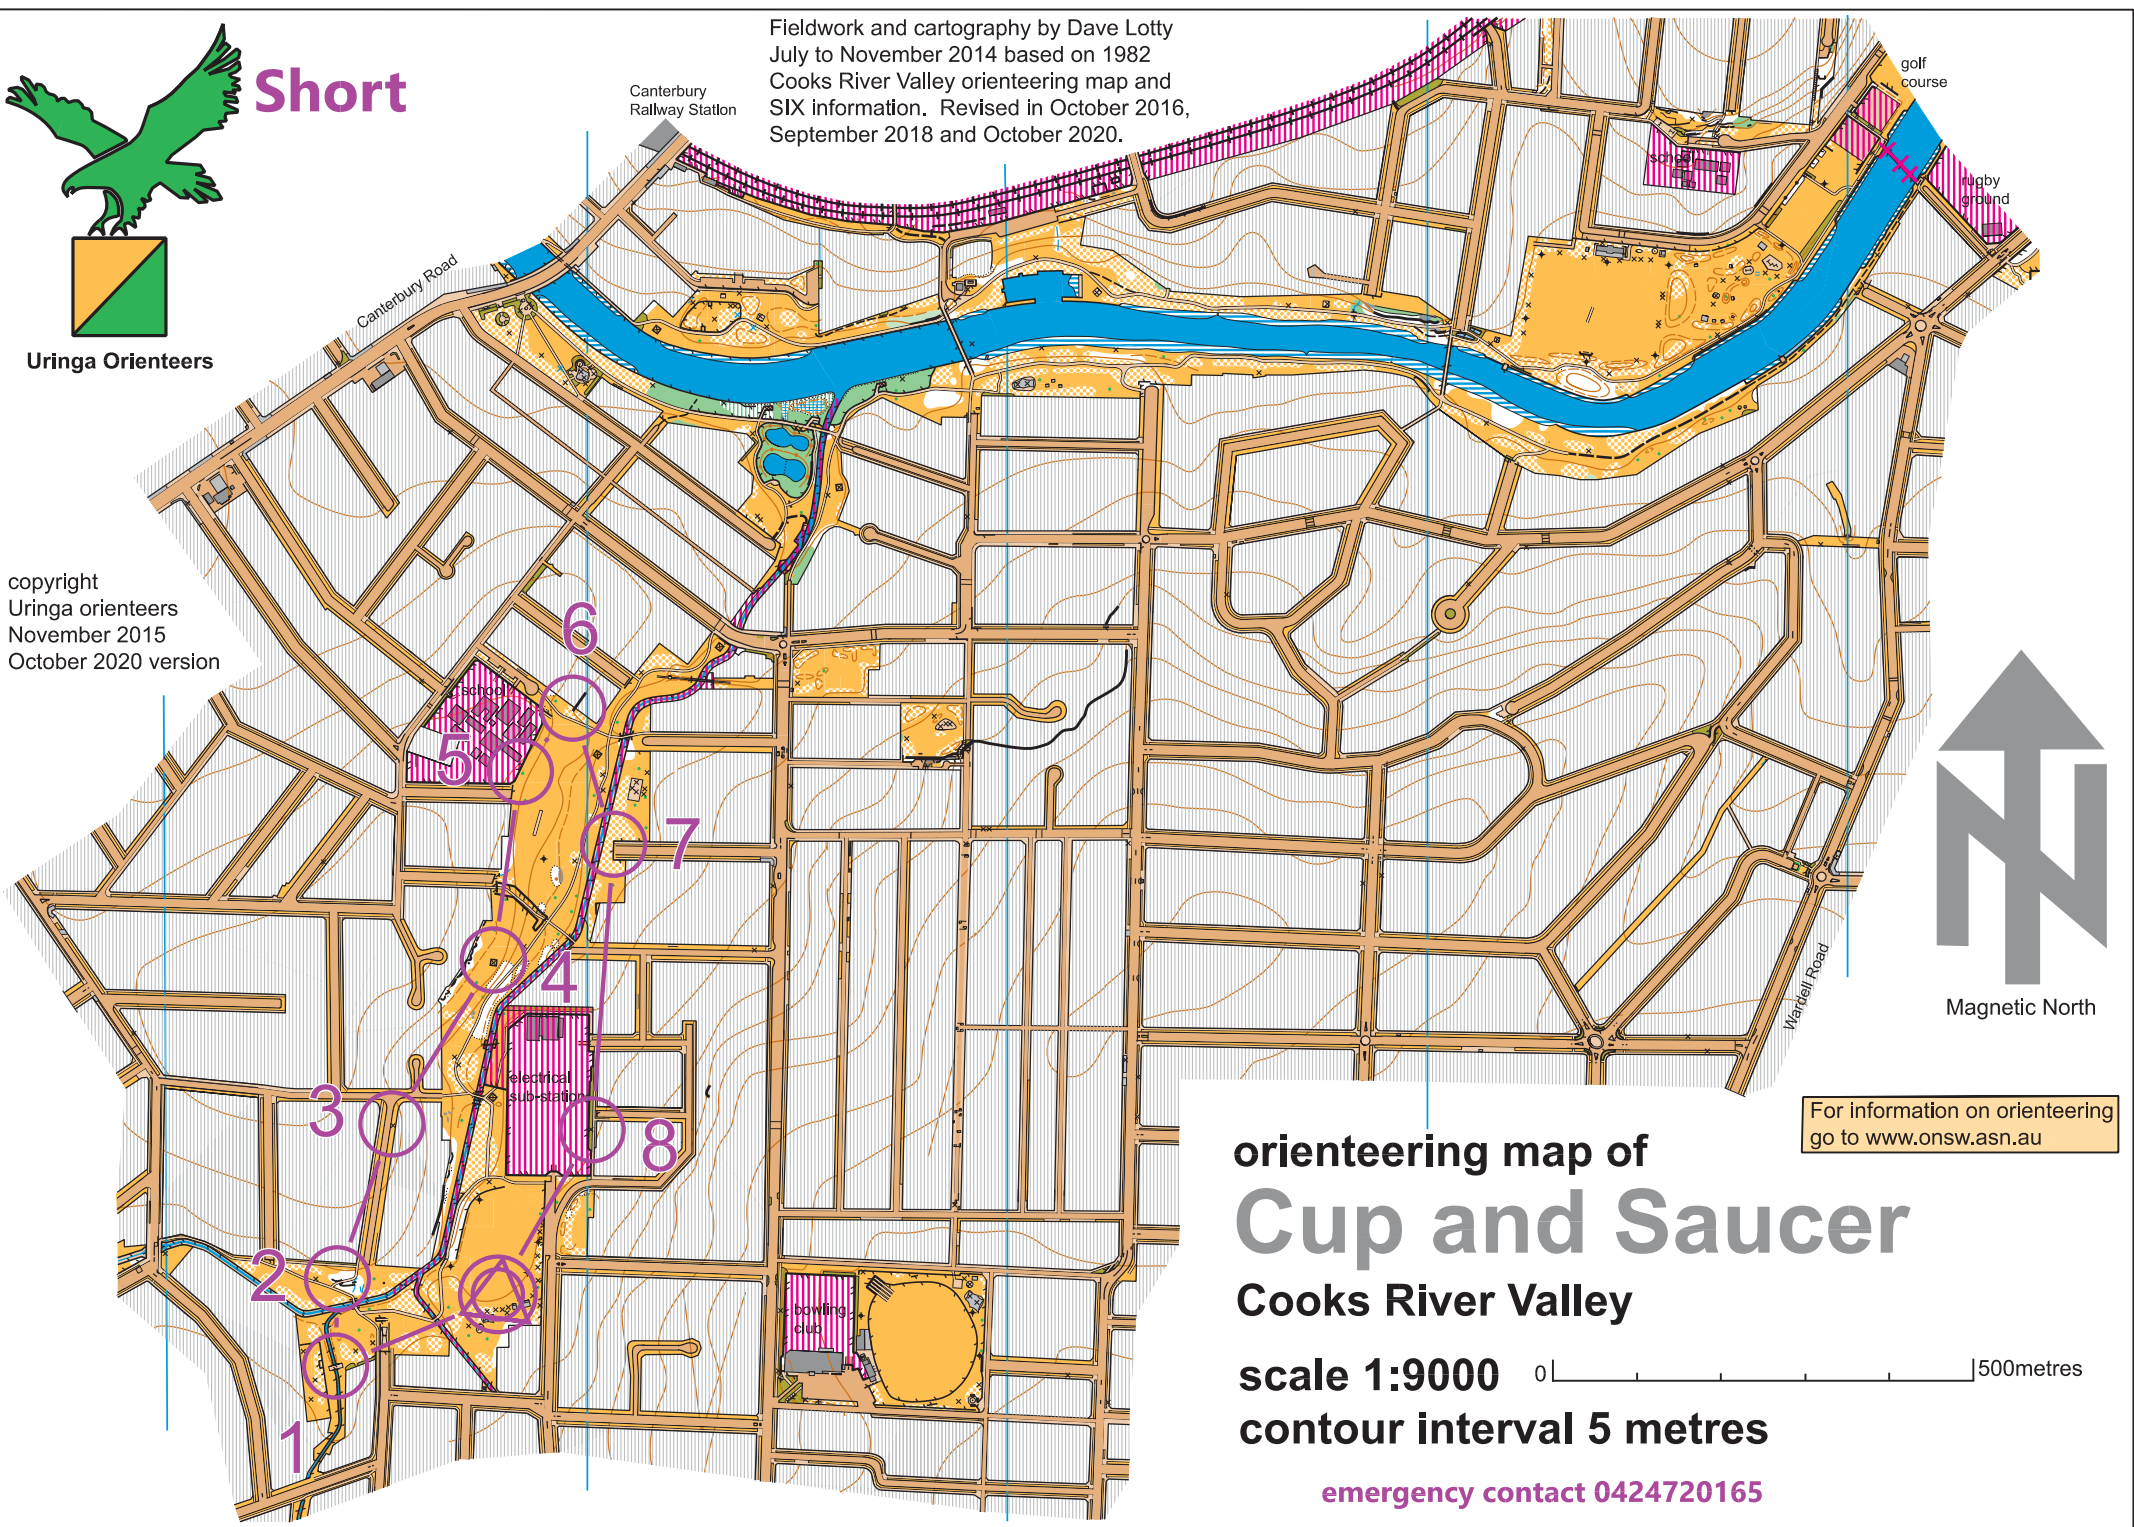 Short
Uringa Orienteers
Fieldwork and cartography by Dave Lotty
July to November 2014 based on 1982
Cooks River Valley orienteering map and
SIX information. Revised in October 2016,
September 2018 and October 2020.
Canterbury
Railway Station
golf
course
school
rugby
ground
Canterbury Road
copyright
Uringa orienteers
November 2015
October 2020 version
6
school
5
7
4
electrical
sub-station
3
8
2
1
bowling
club
Wardell Road
Magnetic North
For information on orienteering
go to www.onsw.asn.au
orienteering map of
Cup and Saucer
Cooks River Valley
scale 1:9000
0
500metres
contour interval 5 metres
emergency contact 0424720165